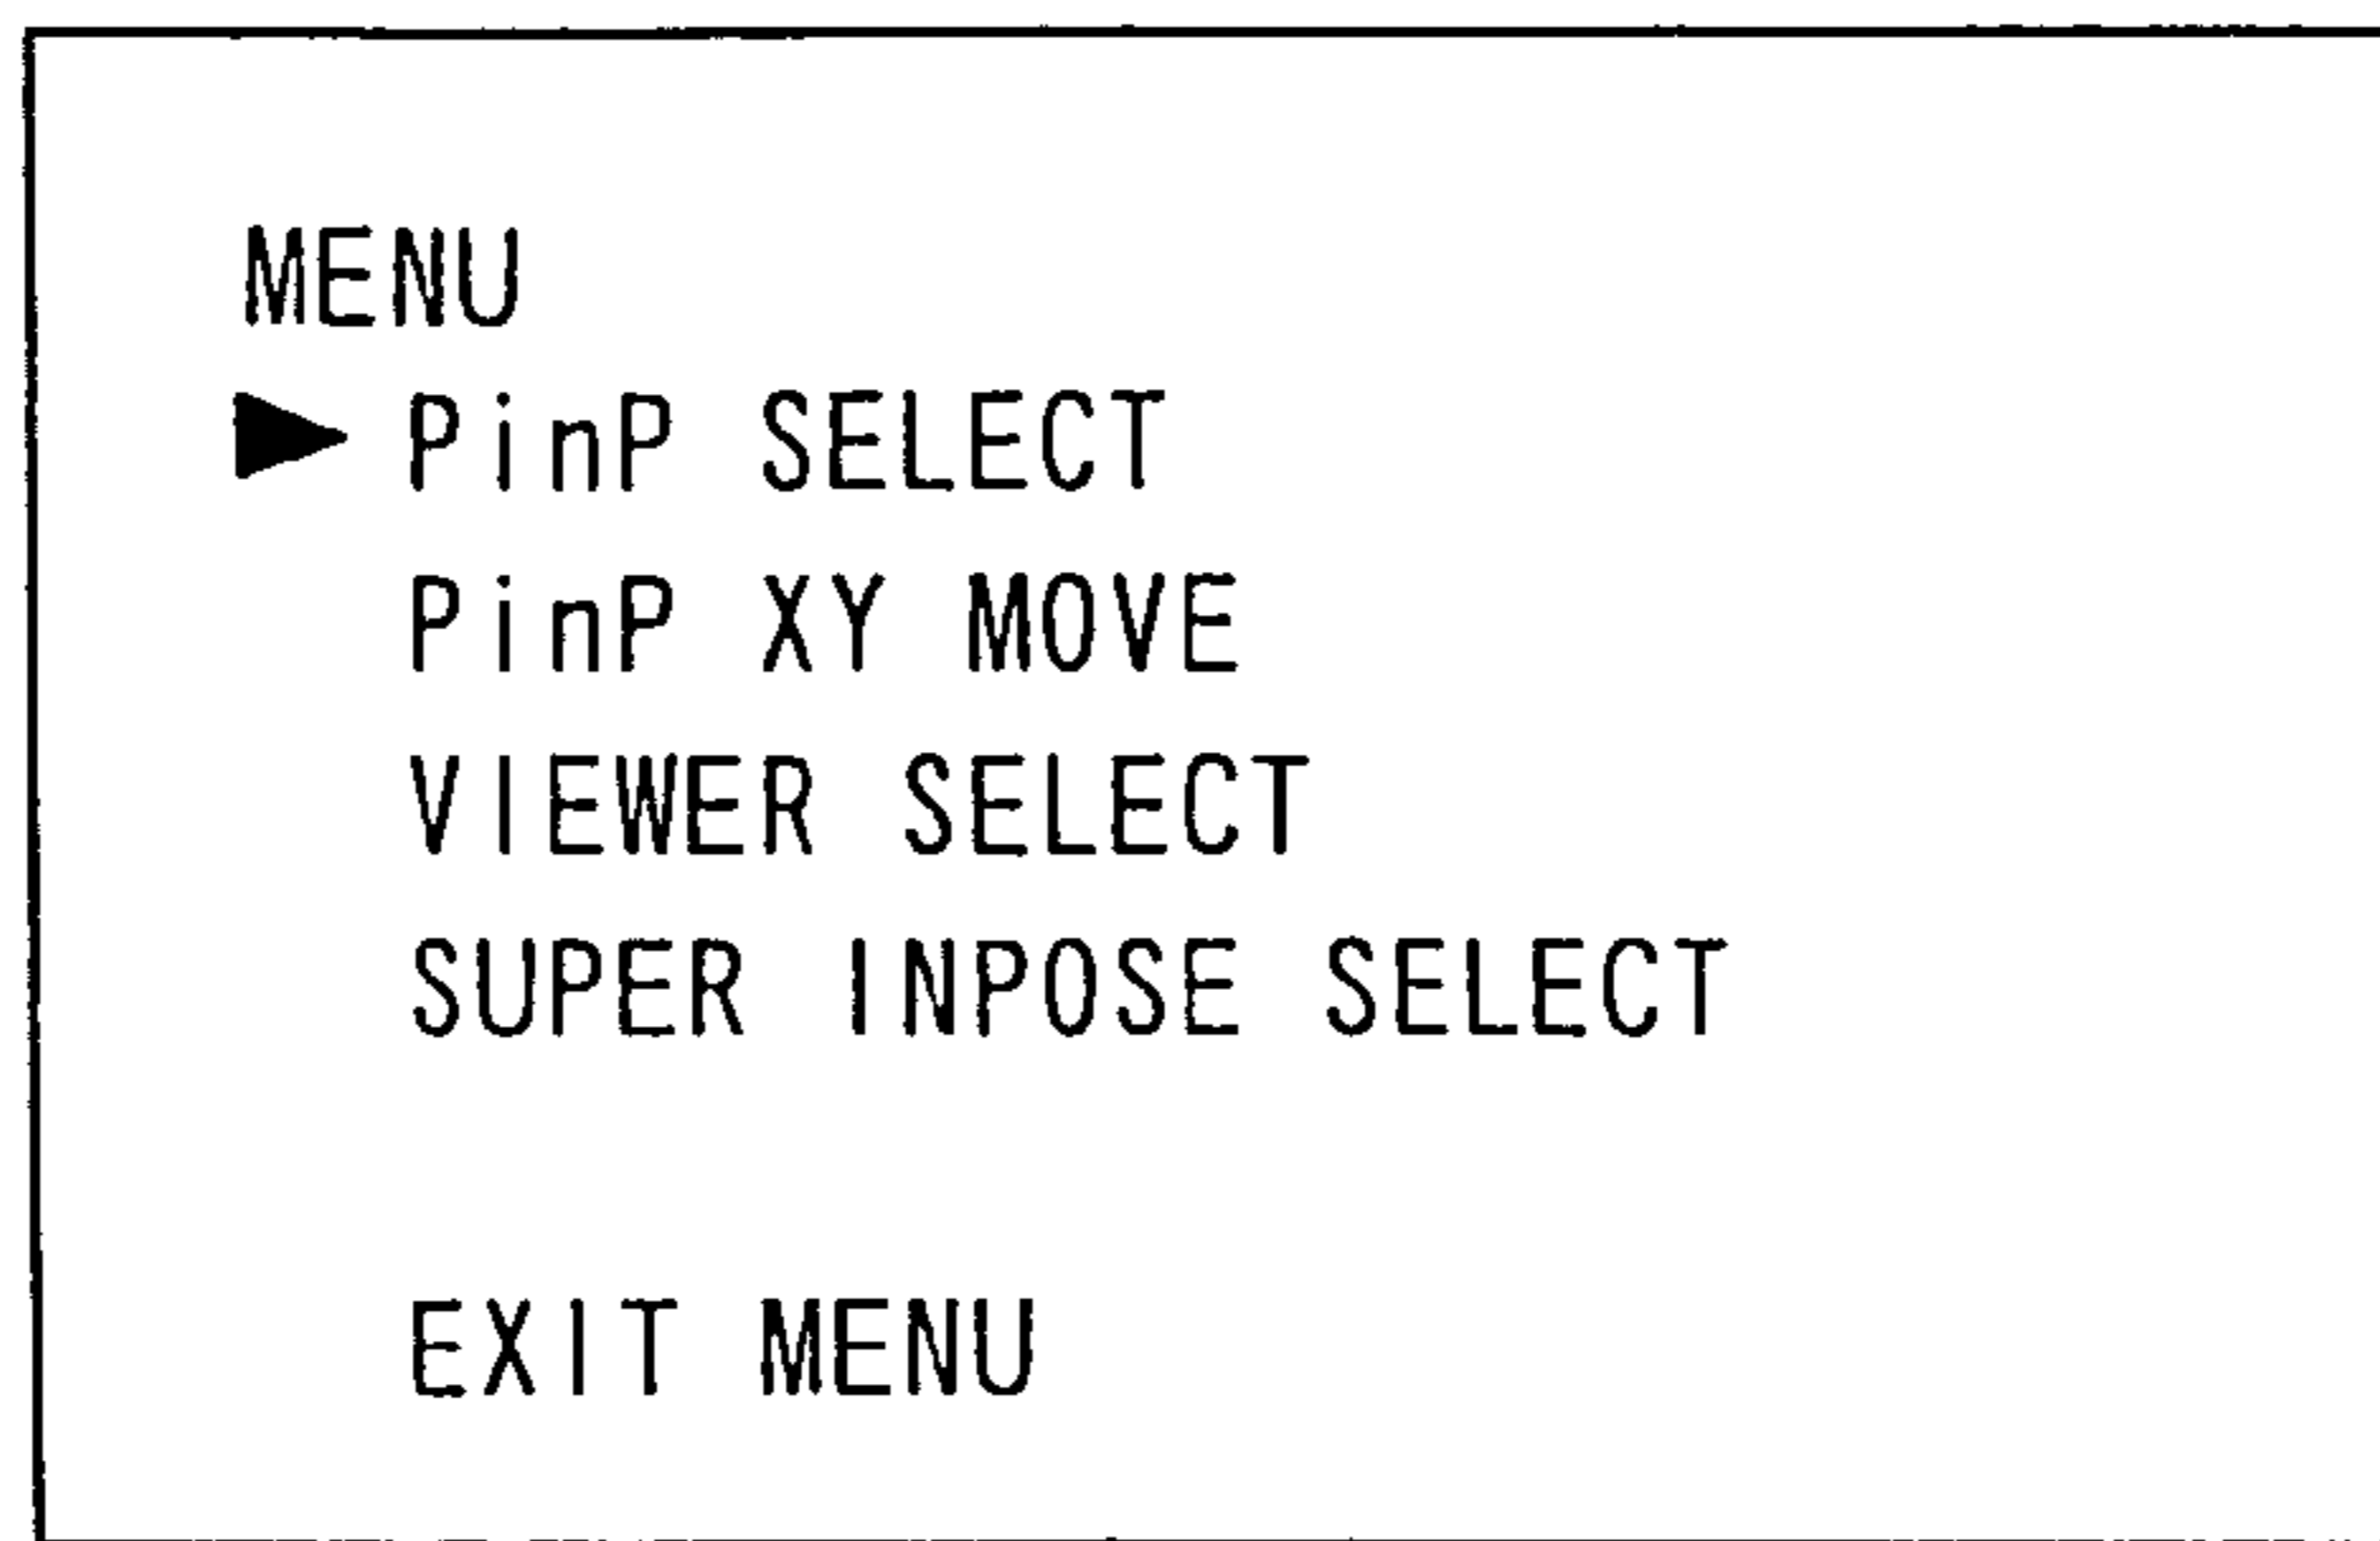 MENU
▶ PinP SELECT
PinP XY MOVE
VIEWER SELECT
SUPER INPOSE SELECT
EXIT MENU